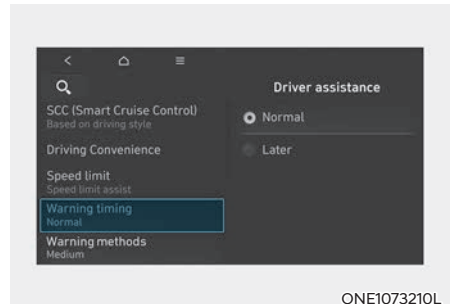 SCC (Smart Cruise Control)
Based on driving style
Driving Convenience
Speed limit
Speed limit assist
Warning timing
Normal
Warning methods
Medium
Driver assistance
Normal
Later
ONE1073210L